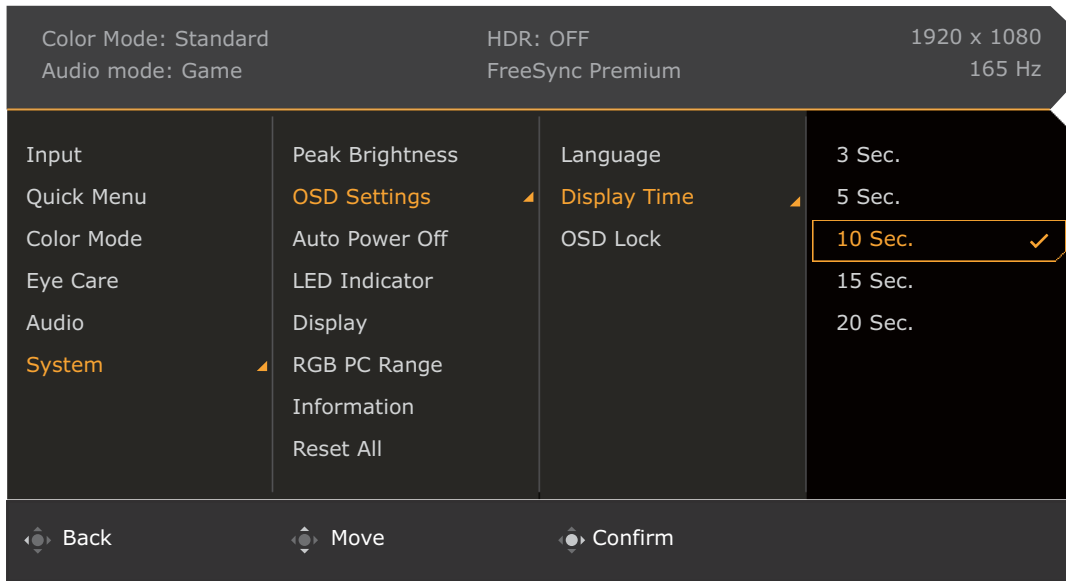 Color Mode: Standard
Audio mode: Game
HDR: OFF
FreeSync Premium
1920 x 1080
165 Hz
Input
Quick Menu
Color Mode
Eye Care
Audio
System
Peak Brightness
OSD Settings
Auto Power Off
LED Indicator
Display
RGB PC Range
Information
Reset All
Language
Display Time
OSD Lock
3 Sec.
5 Sec.
10 Sec.
15 Sec.
20 Sec.
Back
Move
Confirm